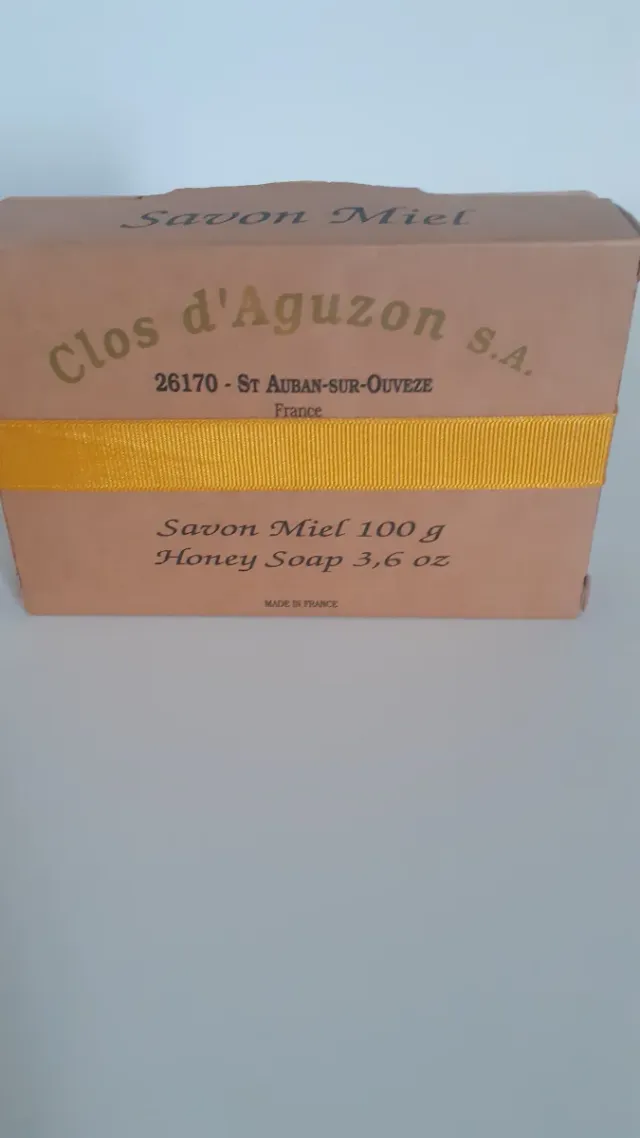 Savon Miel
Clos d'Aguzon S.A.
26170 - ST AUBAN-SUR-OUVEZE
France
Savon Miel 100 g
Honey Soap 3,6 oz
MADE IN FRANCE